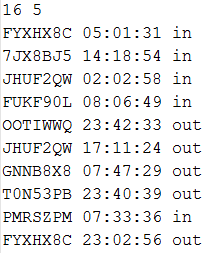 16 5
FYXHX8C 05:01:31 in
7JX8BJ5 14:18:54 in
JHUF2QW 02:02:58 in
FUKF90L 08:06:49 in
OOTIWWQ 23:42:33 out
JHUF2QW 17:11:24 out
GNNB8X8 07:47:29 out
T0N53PB 23:40:39 out
PMRSZPM 07:33:36 in
FYXHX8C 23:02:56 out